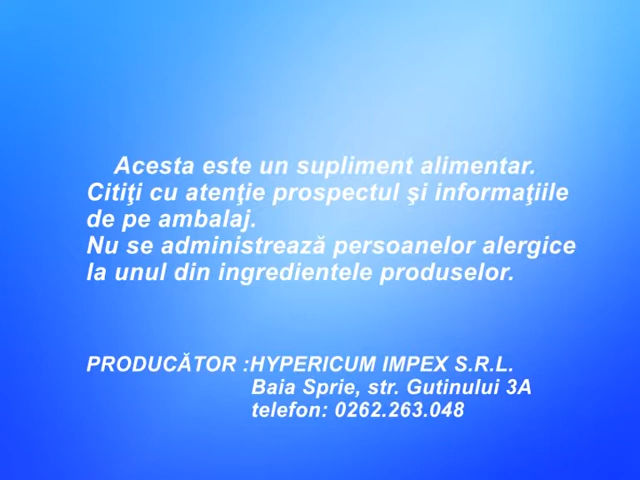 Acesta este un supliment alimentar.
Citiţi cu atenţie prospectul şi informaţiile
de pe ambalaj.
Nu se administrează persoanelor alergice
la unul din ingredientele produselor.
PRODUCĂTOR :HYPERICUM IMPEX S.R.L.
Baia Sprie, str. Gutinului 3A
telefon: 0262.263.048